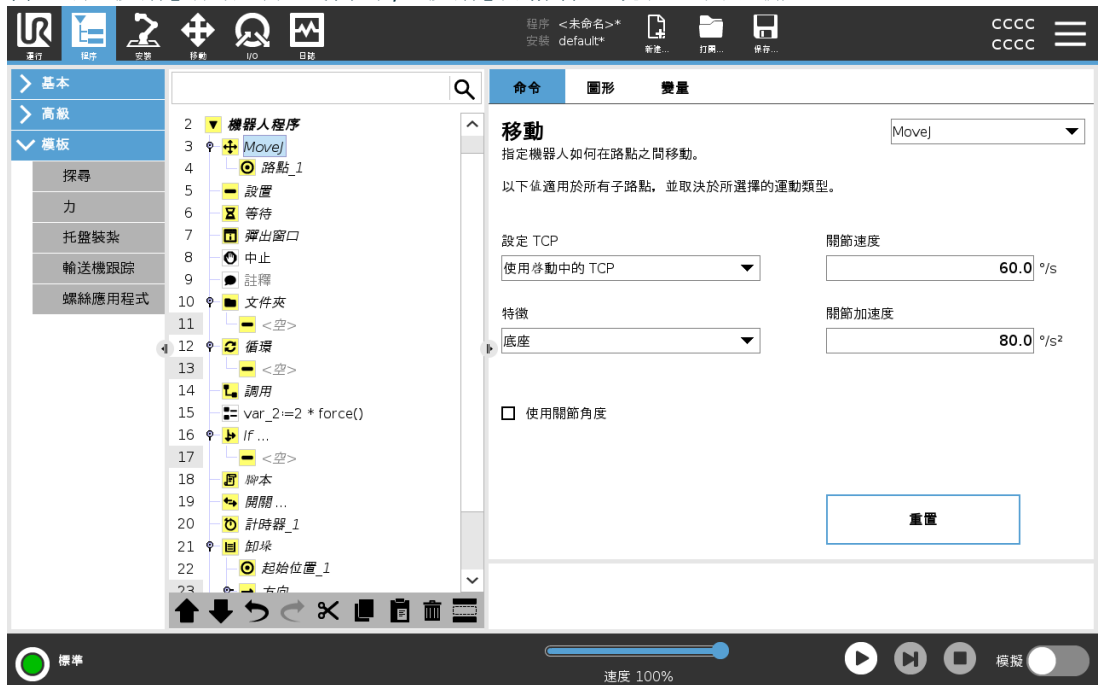 程序 <未命名>*
安裝 default*
新建...
打開...
保存...
CCCC
CCCC
運行
程序
安裝
移動
I/O
日誌
基本
高級
模板
探尋
力
托盤裝紮
輸送機跟踪
螺絲應用程式
2 機器人程序
3 MoveJ
4 路點_1
5 設置
6 等待
7 彈出窗口
8 中止
9 註釋
10 文件夾
11 <空>
12 循環
13 <空>
14 調用
15 var_2≔2 * force()
16 If ...
17 <空>
18 腳本
19 開關 ...
20 計時器_1
21 卸垛
22 起始位置_1
23 方向
命令
圖形
變量
移動
MoveJ
指定機器人如何在路點之間移動。
以下值適用於所有子路點，並取決於所選擇的運動類型。
設定 TCP
關節速度
使用啓動中的 TCP
60.0 °/s
特徵
關節加速度
底座
80.0 °/s²
使用關節角度
重置
標準
速度 100%
模擬